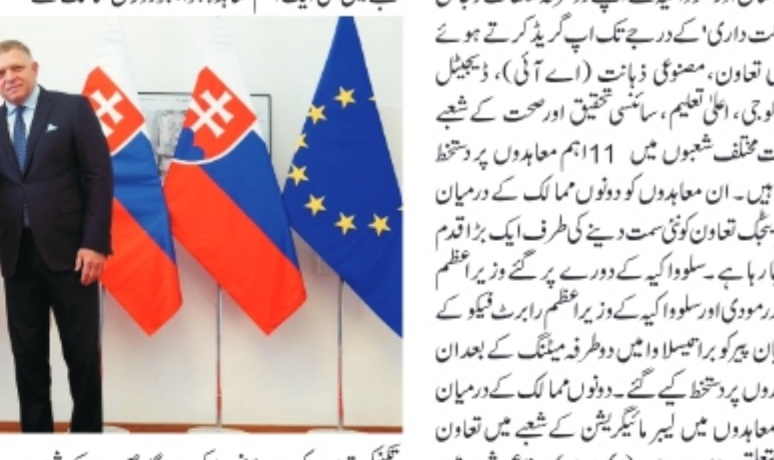 داری' کے درجے تک اپ گریڈ کرتے ہوئے
تعاون، مصنوعی ذہانت (اے آئی)، ڈیجیٹل
لوجی، اعلیٰ تعلیم، سائنسی تحقیق اور صحت کے شعبے
ت مختلف شعبوں میں 11 اہم معاہدوں پر دستخط
ہیں۔ ان معاہدوں کو دونوں ممالک کے درمیان
تعاون کو نئی سمت دینے کی طرف ایک بڑا قدم
جا رہا ہے۔ سلوواکیہ کے دورے پر گئے وزیر اعظم
مودی اور سلوواکیہ کے وزیر اعظم رابرٹ فیکو کے
پیر کو براتیسلاوا میں دوطرفہ میٹنگ کے بعد ان
دوں پر دستخط کیے گئے۔ دونوں ممالک کے درمیان
معاہدوں میں لیبر مائیگریشن کے شعبے میں تعاون